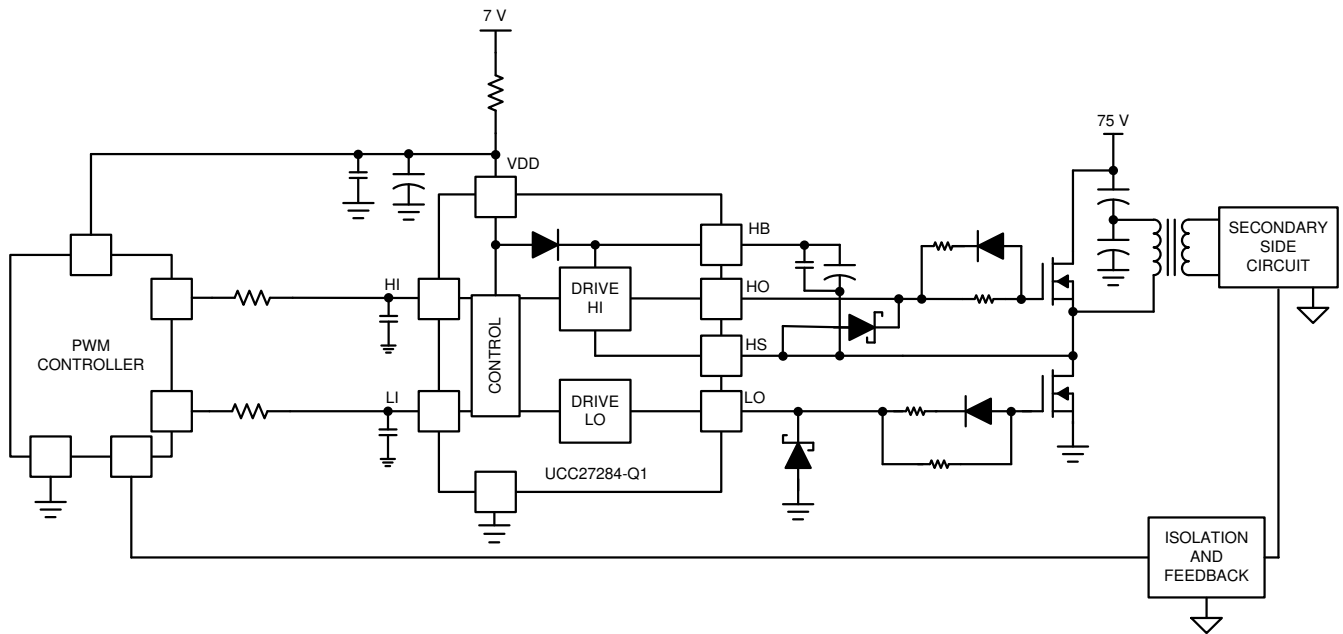 7 V
75 V
VDD
HB
SECONDARY
SIDE
CIRCUIT
HI
DRIVE
HI
HO
PWM
CONTROLLER
CONTROL
HS
LI
DRIVE
LO
LO
UCC27284-Q1
ISOLATION
AND
FEEDBACK